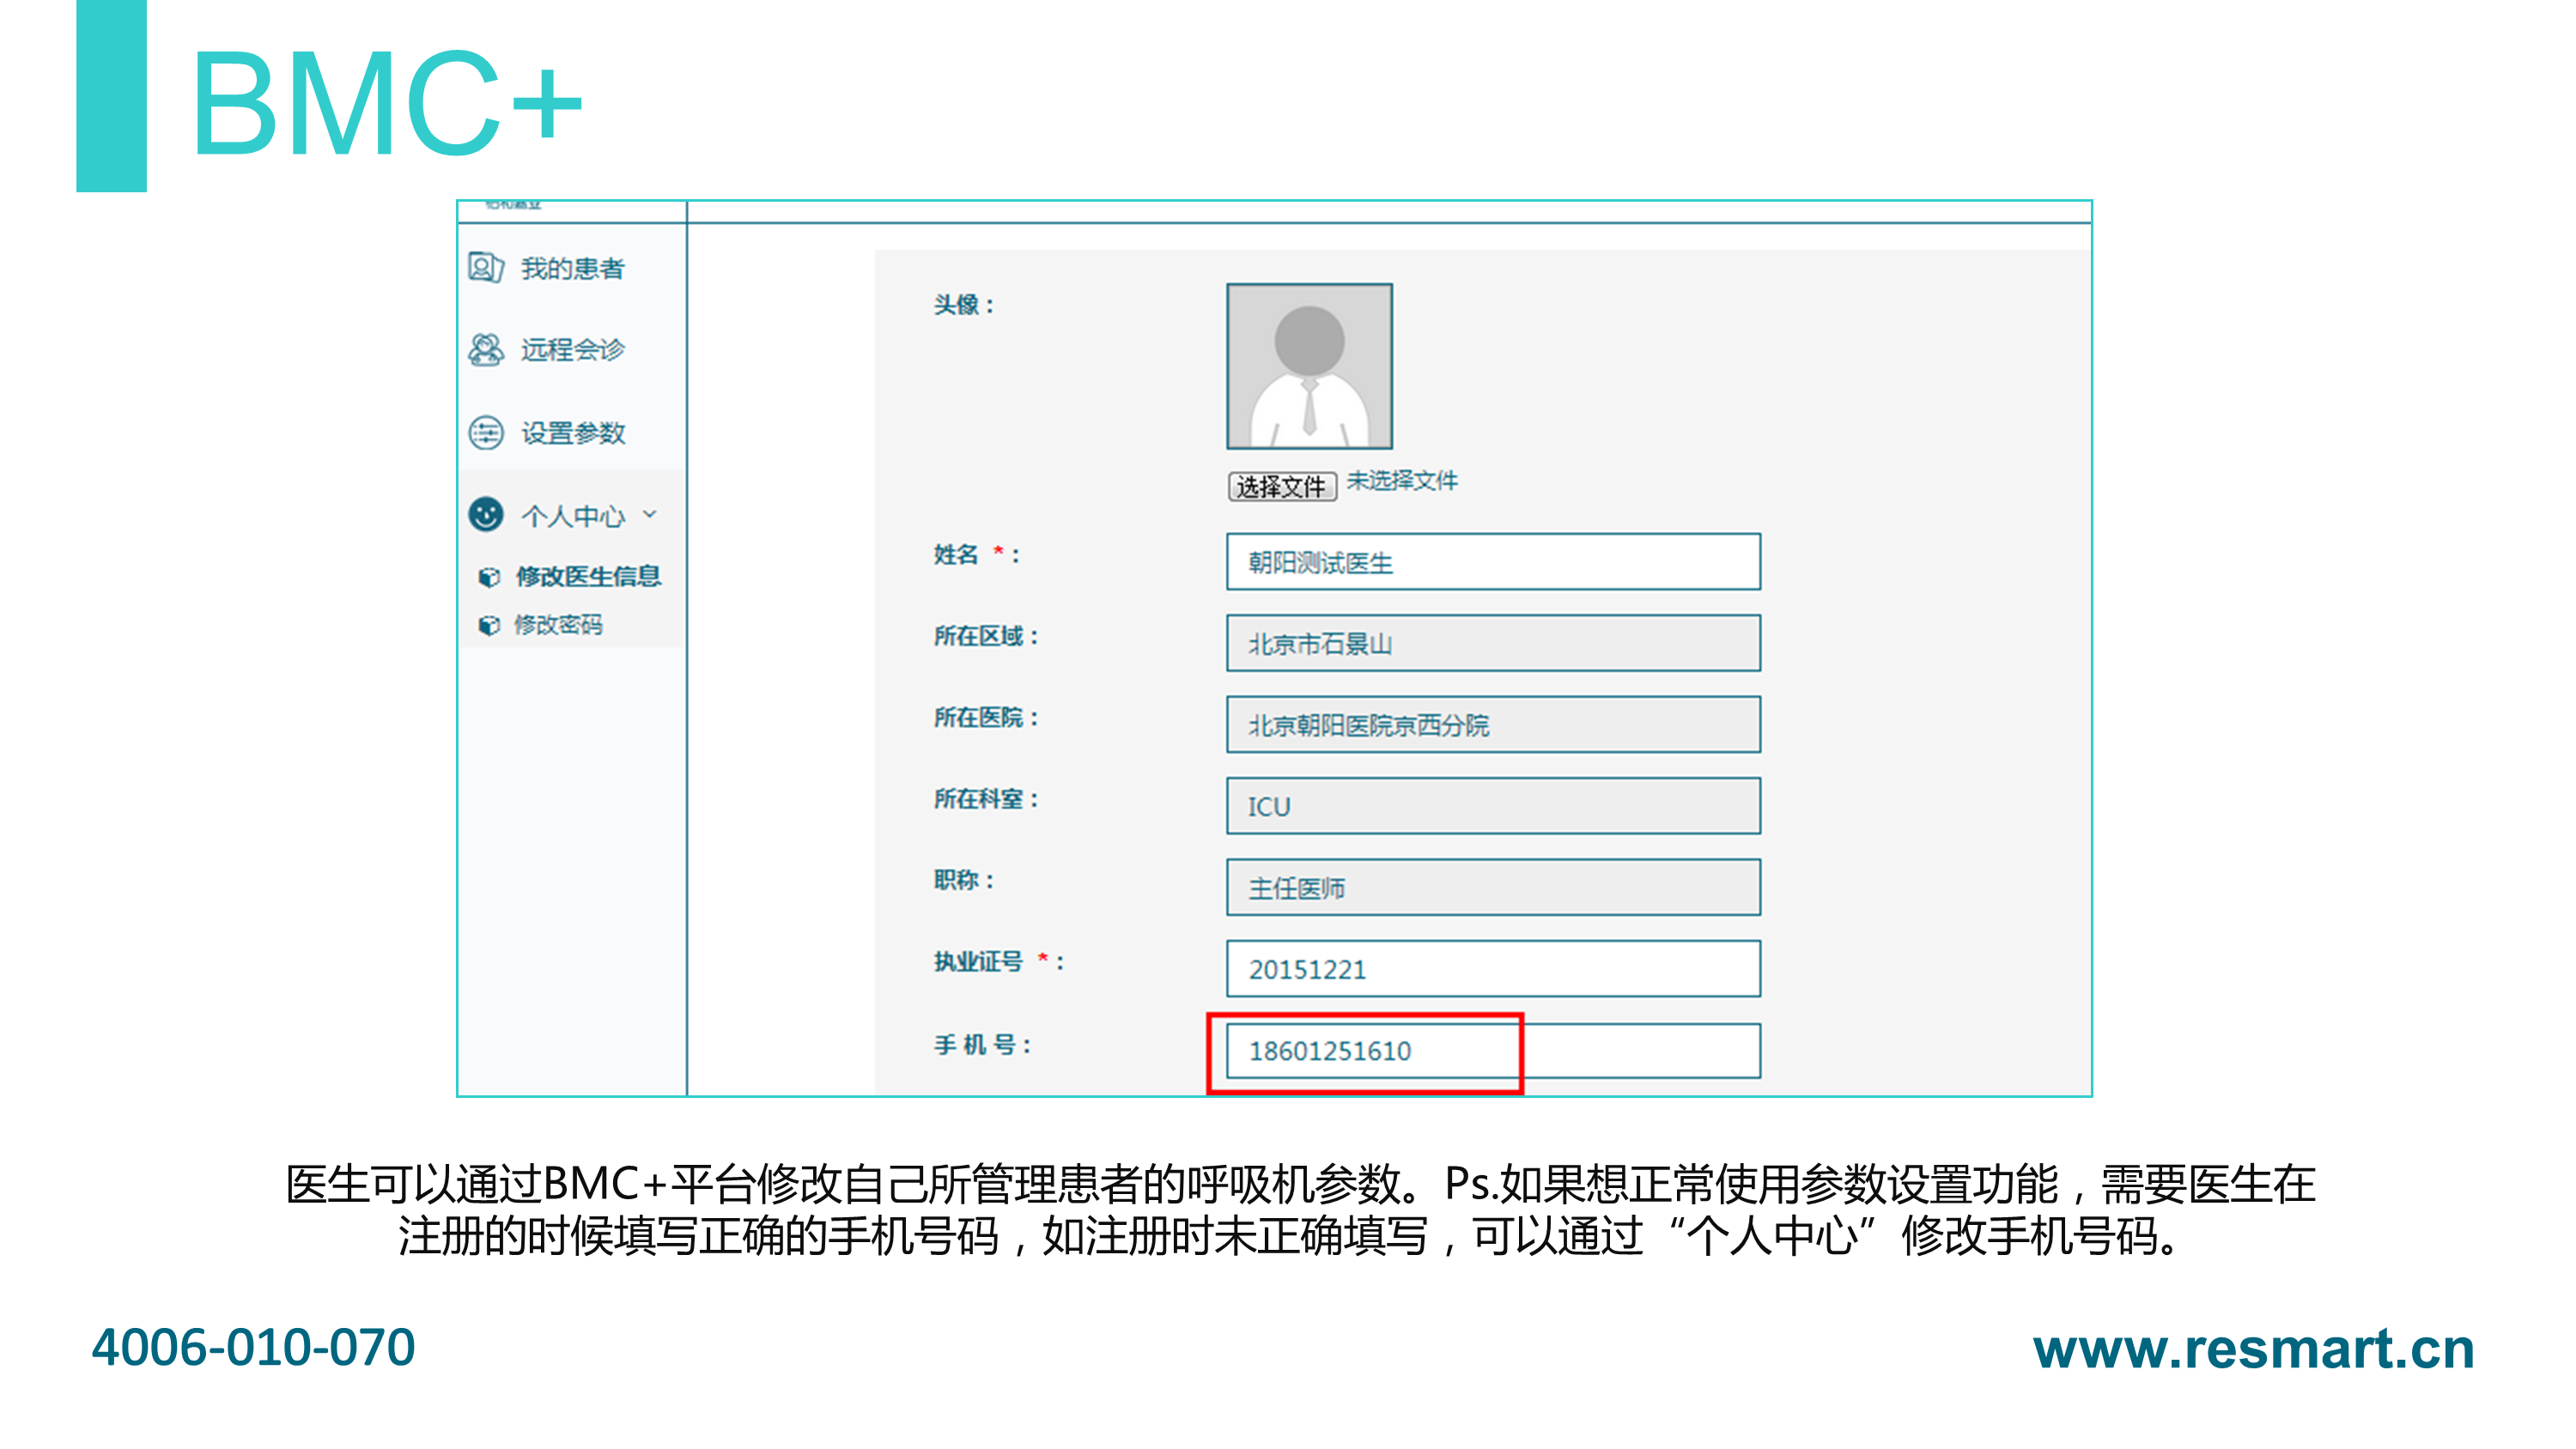 BMC+
我的患者
远程会诊
设置参数
个人中心
修改医生信息
修改密码
头像：
选择文件 未选择文件
姓名 *： 朝阳测试医生
所在区域： 北京市石景山
所在医院： 北京朝阳医院京西分院
所在科室： ICU
职称： 主任医师
执业证号 *： 20151221
手 机 号： 18601251610
医生可以通过BMC+平台修改自己所管理患者的呼吸机参数。Ps.如果想正常使用参数设置功能，需要医生在
注册的时候填写正确的手机号码，如注册时未正确填写，可以通过“个人中心”修改手机号码。
4006-010-070
www.resmart.cn